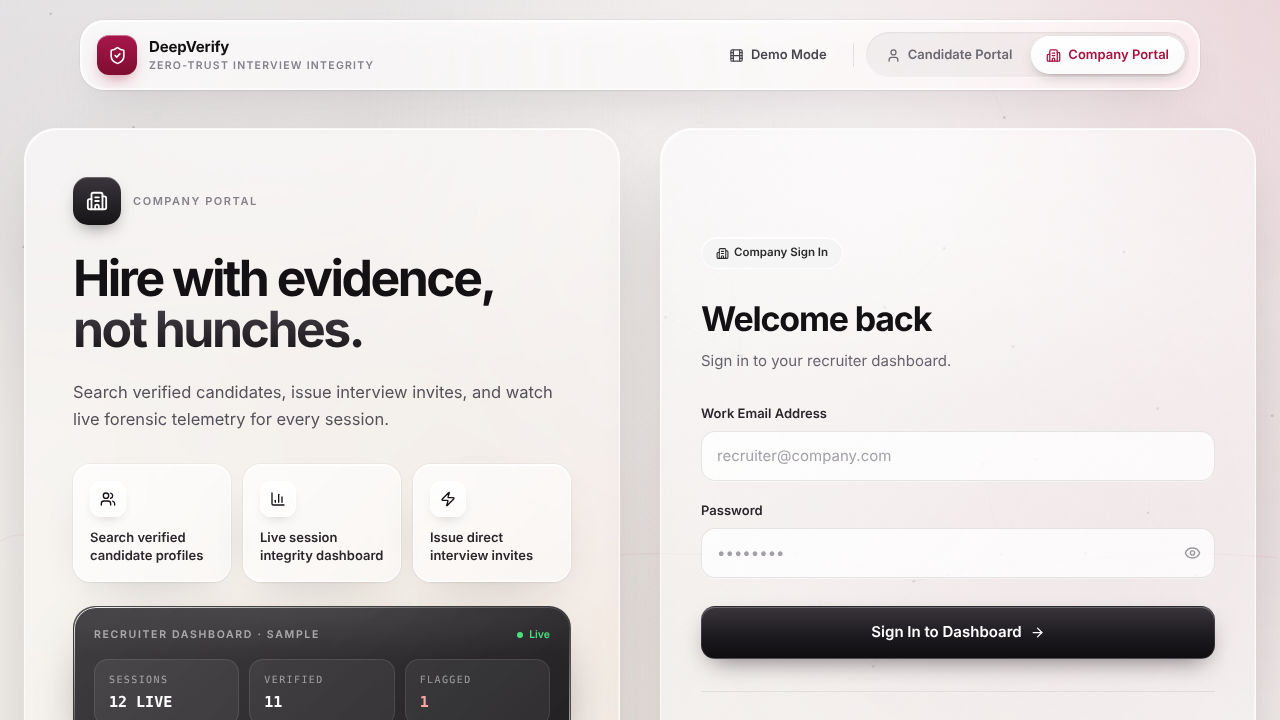 DeepVerify
ZERO-TRUST INTERVIEW INTEGRITY
Demo Mode
Candidate Portal
Company Portal
COMPANY PORTAL
Hire with evidence,
not hunches.
Search verified candidates, issue interview invites, and watch
live forensic telemetry for every session.
Search verified
candidate profiles
Live session
integrity dashboard
Issue direct
interview invites
RECRUITER DASHBOARD · SAMPLE
Live
SESSIONS
12 LIVE
VERIFIED
11
FLAGGED
1
Company Sign In
Welcome back
Sign in to your recruiter dashboard.
Work Email Address
recruiter@company.com
Password
••••••••
Sign In to Dashboard →